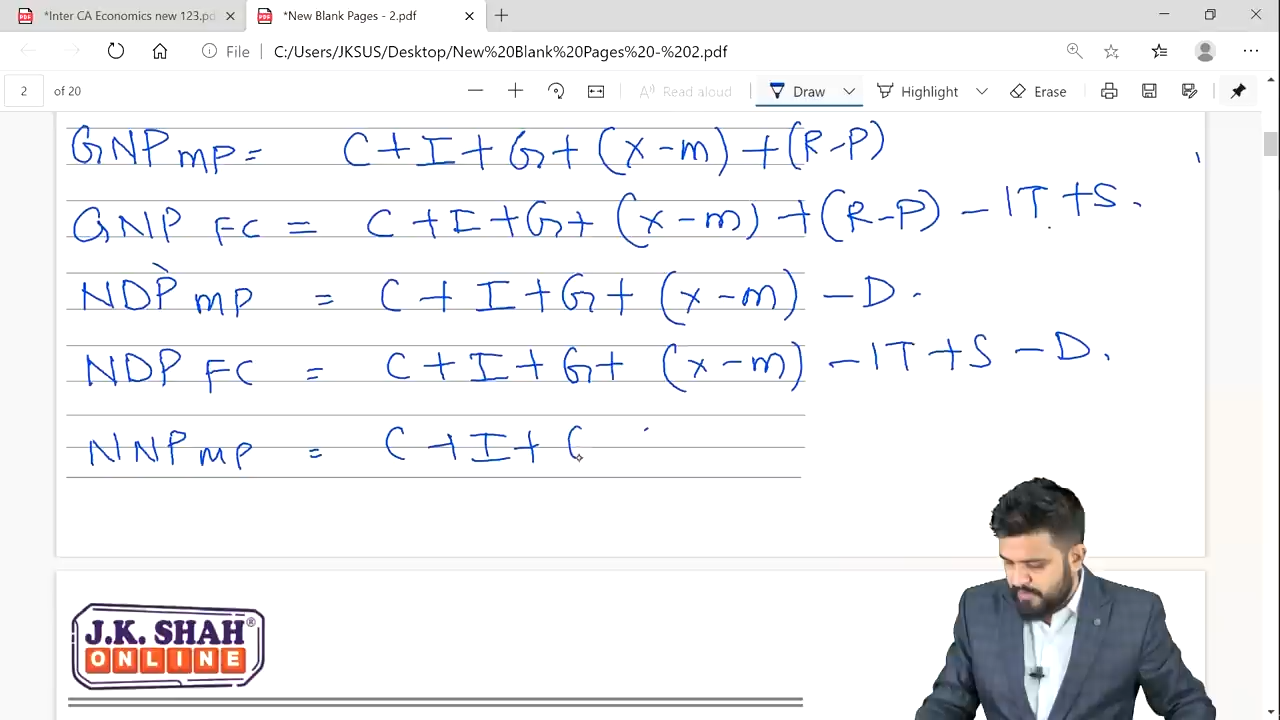 *Inter CA Economics new 123.pdf
*New Blank Pages - 2.pdf
File C:/Users/JKSUS/Desktop/New%20Blank%20Pages%20-%202.pdf
2 of 20 Read aloud Draw Highlight Erase
GNP MP = C + I + G + (X - M) + (R - P)
GNP FC = C + I + G + (X - M) + (R - P) - IT + S.
NDP MP = C + I + G + (X - M) - D.
NDP FC = C + I + G + (X - M) - IT + S - D.
NNP MP = C + I +
J.K. SHAH®
ONLINE